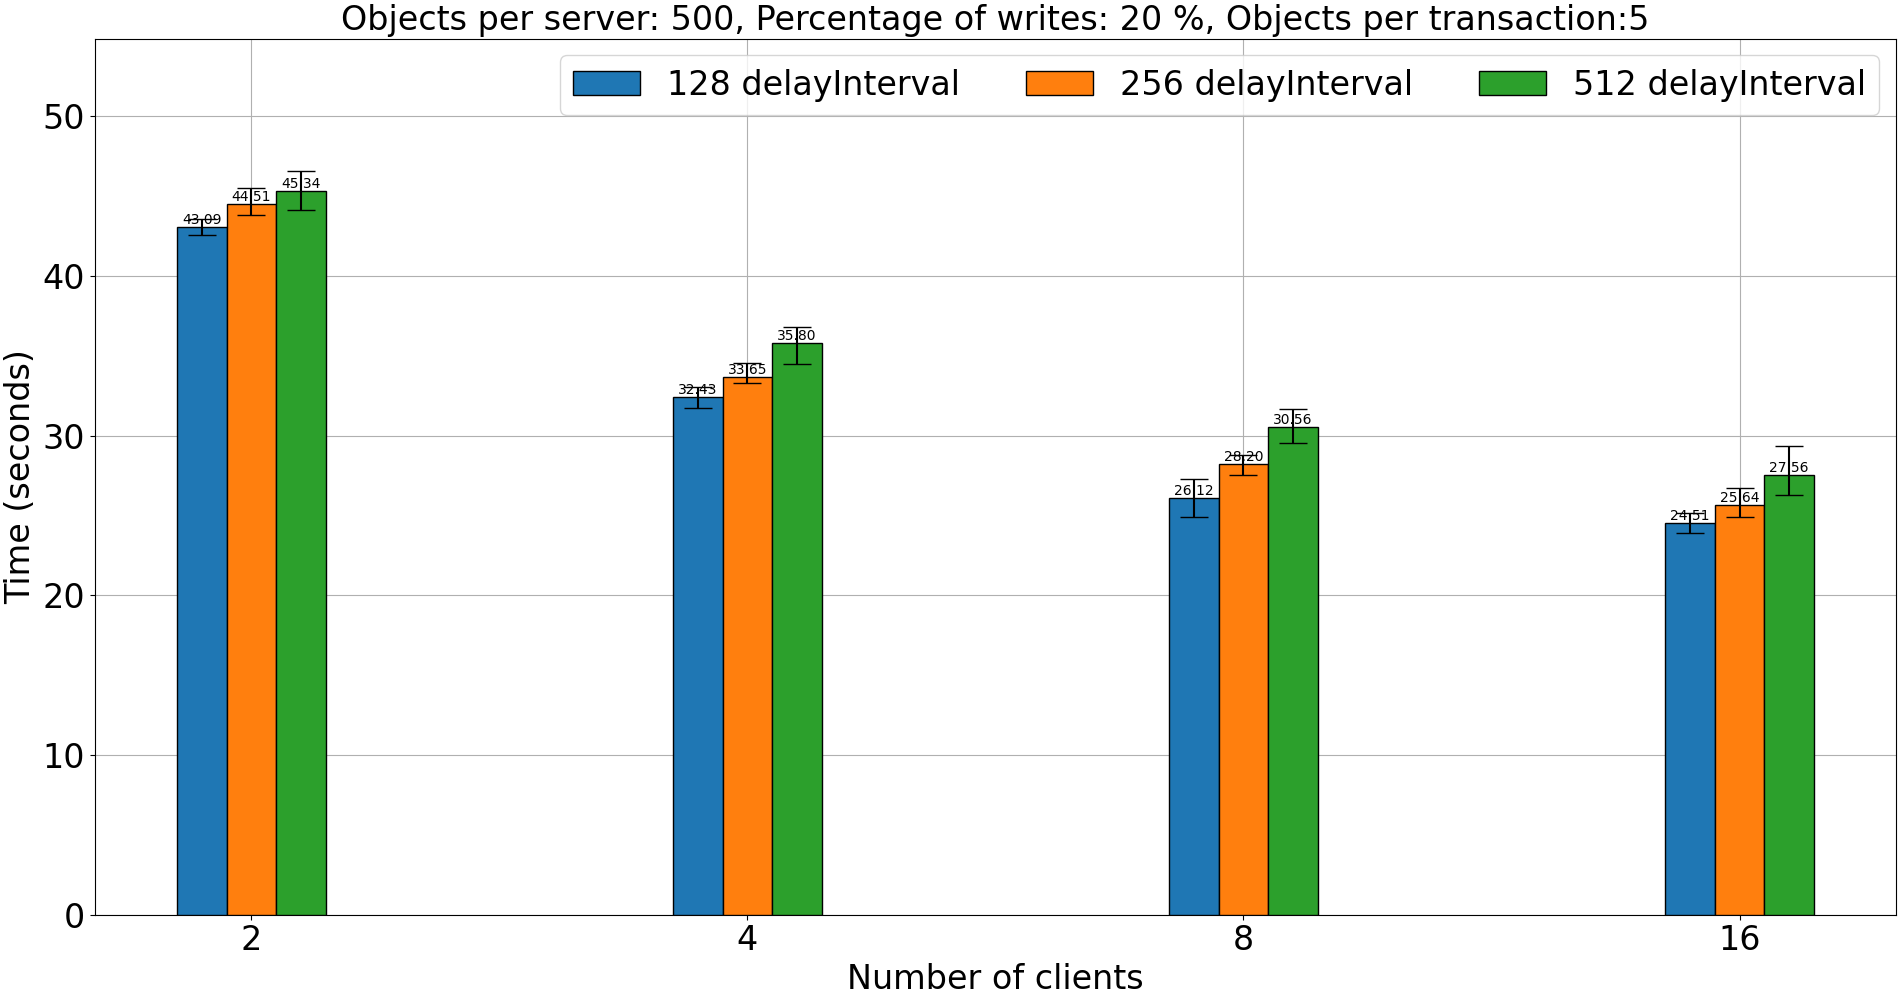 Objects per server: 500, Percentage of writes: 20 %, Objects per transaction:5
128 delayInterval 256 delayInterval 512 delayInterval
50
40
30
20
10
0
Time (seconds)
43.09 44.51 45.34
32.43 33.65 35.80
26.12 28.20 30.56
24.51 25.64 27.56
2 4 8 16
Number of clients